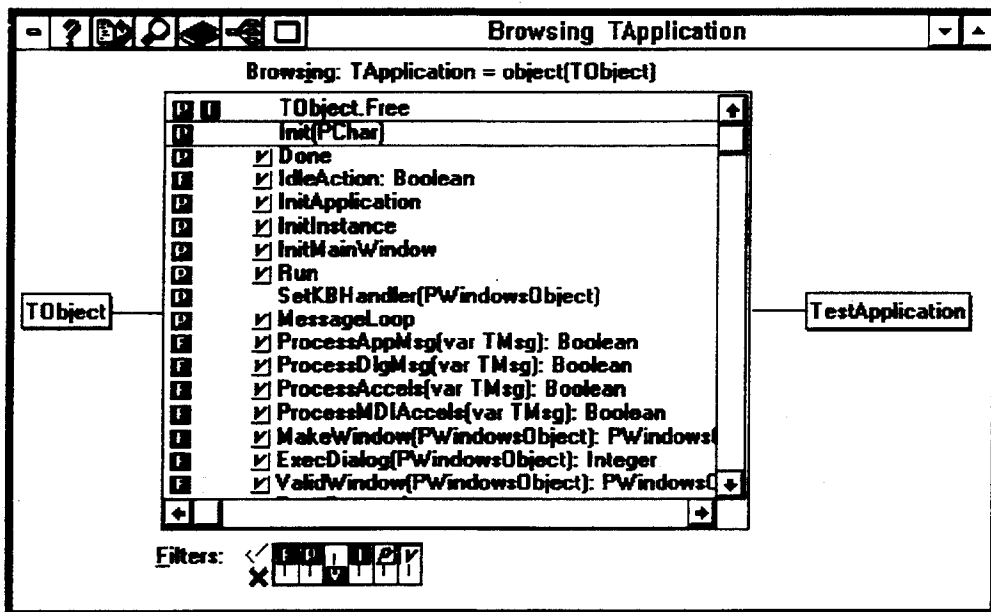 Browsing TApplication
Browsing: TApplication = object(TObject)
P I TObject.Free
P Init(PChar)
P V Done
F V IdleAction: Boolean
P V InitApplication
P V InitInstance
P V InitMainWindow
P V Run
P SetKBHandler(PWindowsObject)
P V MessageLoop
F V ProcessAppMsg(var TMsg): Boolean
F V ProcessDlgMsg(var TMsg): Boolean
F V ProcessAccels(var TMsg): Boolean
F V ProcessMDIAccels(var TMsg): Boolean
F V MakeWindow(PWindowsObject): PWindows
F V ExecDialog(PWindowsObject): Integer
F V ValidWindow(PWindowsObject): PWindows
TObject
TestApplication
Filters: F P I P V
V